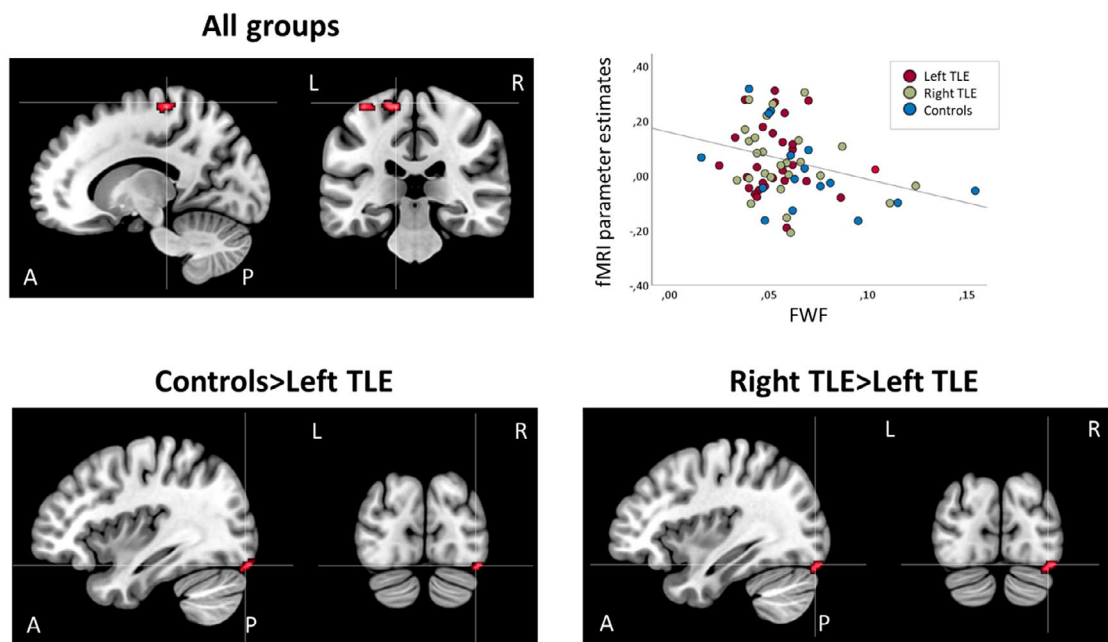 All groups
L
R
A
P
fMRI parameter estimates
,40
,20
,00
-,20
-,40
,00
,05
,10
,15
FWF
Left TLE
Right TLE
Controls
Controls>Left TLE
L
R
A
P
Right TLE>Left TLE
L
R
A
P